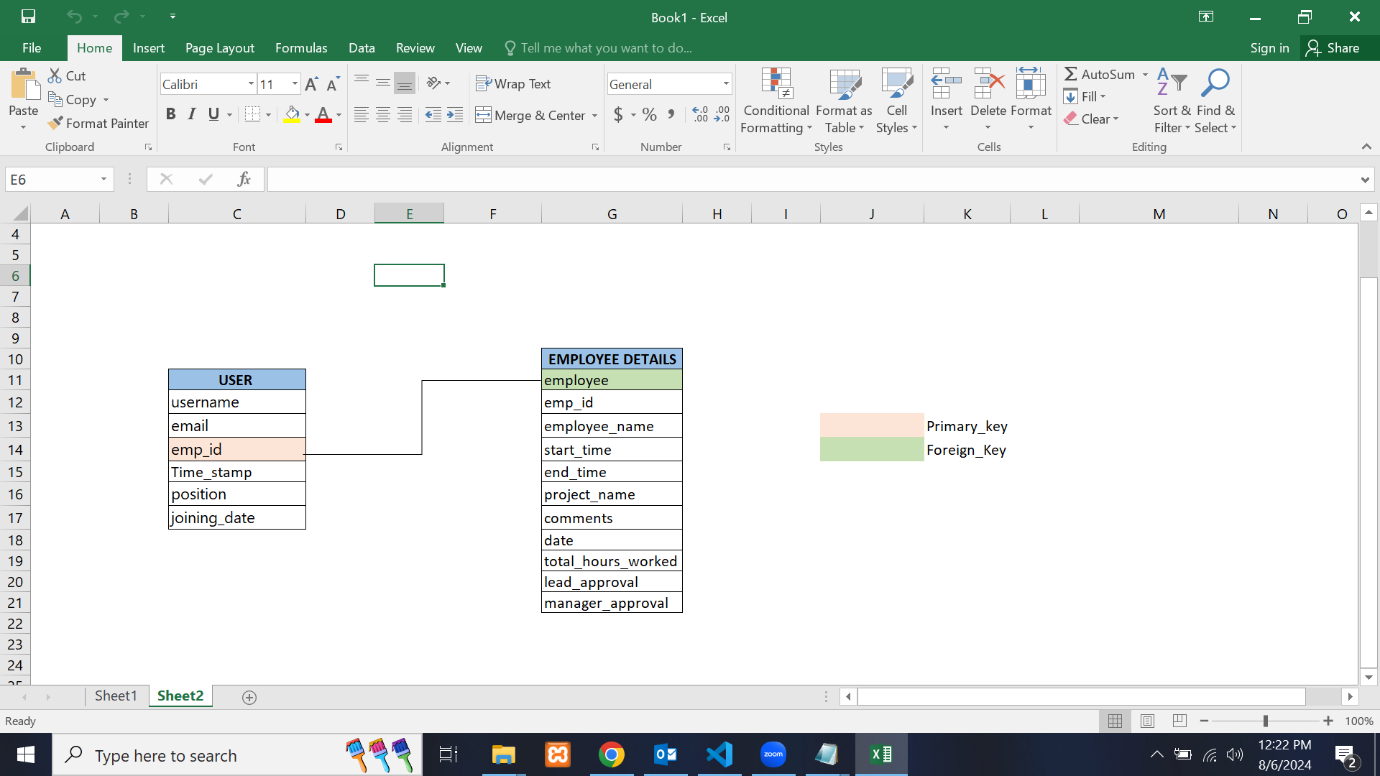 Book1 - Excel
File Home Insert Page Layout Formulas Data Review View Tell me what you want to do... Sign in Share
Cut
Copy
Format Painter
Paste
Clipboard
Calibri 11
B I U
Font
Wrap Text
Merge & Center
Alignment
General
$ % ,
Number
Conditional Formatting
Format as Table
Cell Styles
Styles
Insert Delete Format
Cells
AutoSum
Fill
Clear
Sort & Filter
Find & Select
Editing
E6 fx
A B C D E F G H I J K L M N O
4
5
6
7
8
9
10 EMPLOYEE DETAILS
11 USER employee
12 username emp_id
13 email employee_name Primary_key
14 emp_id start_time Foreign_Key
15 Time_stamp end_time
16 position project_name
17 joining_date comments
18 date
19 total_hours_worked
20 lead_approval
21 manager_approval
22
23
24
25
Sheet1 Sheet2
Ready 100%
Type here to search
zoom
12:22 PM
8/6/2024
2